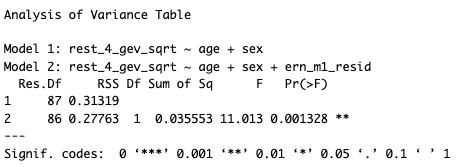 Analysis of Variance Table
Model 1: rest_4_gev_sqrt ~ age + sex
Model 2: rest_4_gev_sqrt ~ age + sex + ern_m1_resid
  Res.Df     RSS Df Sum of Sq      F   Pr(>F)
1     87 0.31319
2     86 0.27763  1  0.035553 11.013 0.001328 **
---
Signif. codes:  0 ‘***’ 0.001 ‘**’ 0.01 ‘*’ 0.05 ‘.’ 0.1 ‘ ’ 1